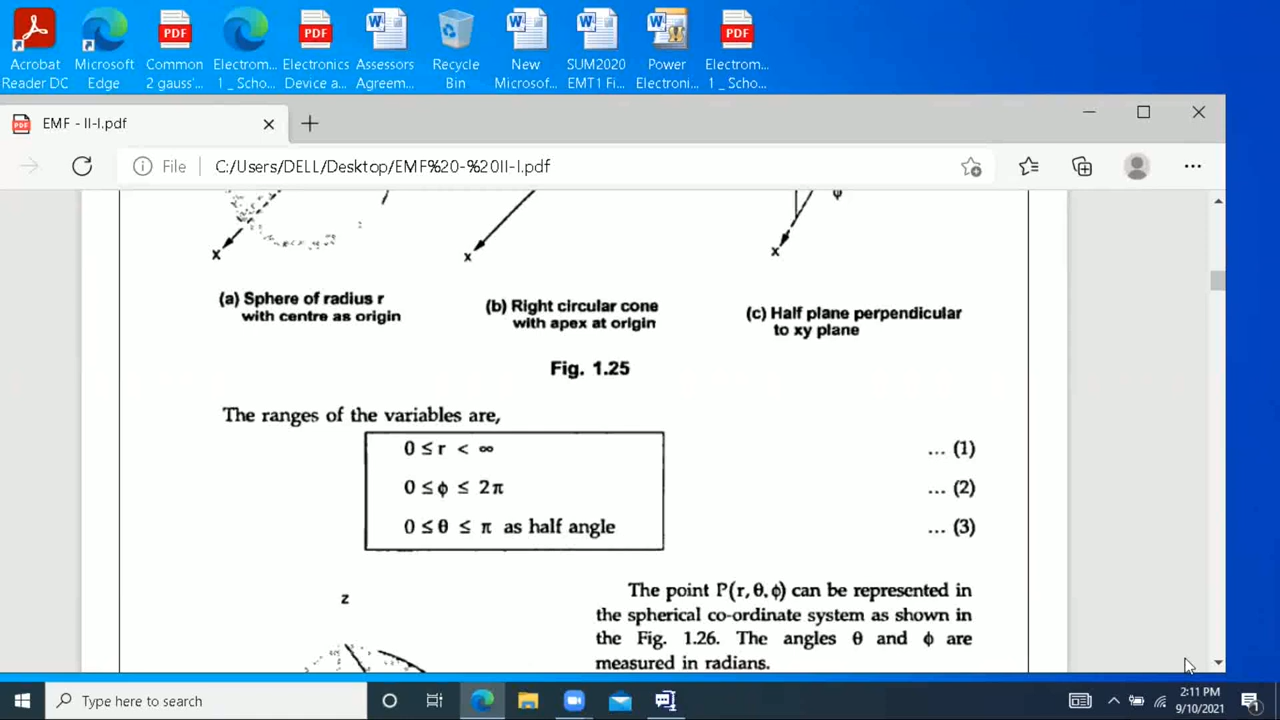 Acrobat Reader DC
Microsoft Edge
PDF
Common 2 gauss'...
Electrom... 1 _ Scho...
PDF
Electronics Device a...
Assessors Agreem...
Recycle Bin
New Microsof...
SUM2020 EMT1 Fi...
Power Electroni...
PDF
Electrom... 1 _ Scho...
PDF
EMF - II-I.pdf
File
C:/Users/DELL/Desktop/EMF%20-%20II-I.pdf
φ
x
x
x
(a) Sphere of radius r
with centre as origin
(b) Right circular cone
with apex at origin
(c) Half plane perpendicular
to xy plane
Fig. 1.25
The ranges of the variables are,
0 ≤ r < ∞ ... (1)
0 ≤ φ ≤ 2π ... (2)
0 ≤ θ ≤ π as half angle ... (3)
z
The point P(r, θ, φ) can be represented in
the spherical co-ordinate system as shown in
the Fig. 1.26. The angles θ and φ are
measured in radians.
Type here to search
2:11 PM
9/10/2021
1